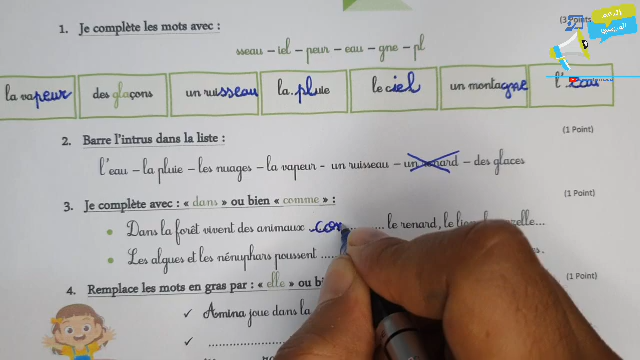 1. Je complète les mots avec : (3 Points)
sseau – iel – peur – eau – gne – pl
la vapeur des glaçons un ruisseau la pluie le ciel un montagne l'eau
2. Barre l'intrus dans la liste : (1 Point)
l'eau – la pluie – les nuages – la vapeur - un ruisseau – un renard – des glaces
3. Je complète avec : « dans » ou bien « comme » : (1 Point)
Dans la forêt vivent des animaux com.......... le renard, le lion
Les algues et les nénuphars poussent .....
4. Remplace les mots en gras par : « elle » ou b (1 Point)
✓ Amina joue dans la
✓ ....................